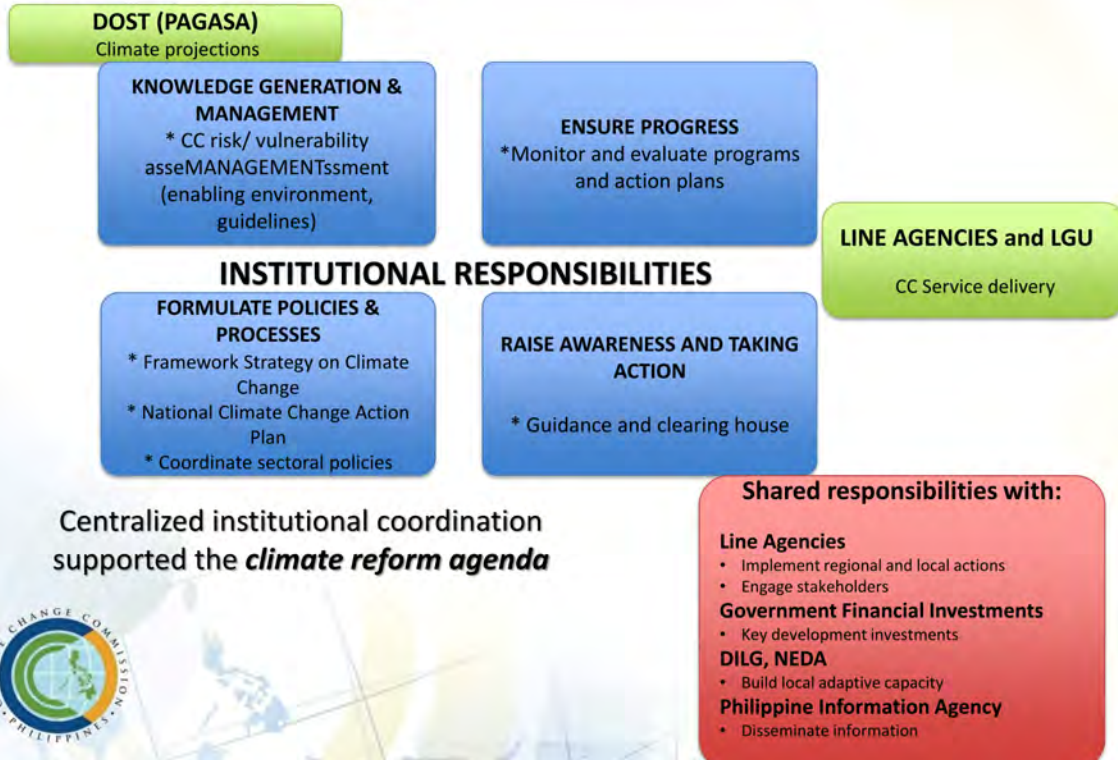 DOST (PAGASA)
Climate projections
KNOWLEDGE GENERATION &
MANAGEMENT
* CC risk/ vulnerability
asseMANAGEMENTssment
(enabling environment,
guidelines)
ENSURE PROGRESS
*Monitor and evaluate programs
and action plans
LINE AGENCIES and LGU
CC Service delivery
INSTITUTIONAL RESPONSIBILITIES
FORMULATE POLICIES &
PROCESSES
* Framework Strategy on Climate
Change
* National Climate Change Action
Plan
* Coordinate sectoral policies
RAISE AWARENESS AND TAKING
ACTION
* Guidance and clearing house
Centralized institutional coordination
supported the climate reform agenda
Shared responsibilities with:
Line Agencies
• Implement regional and local actions
• Engage stakeholders
Government Financial Investments
• Key development investments
DILG, NEDA
• Build local adaptive capacity
Philippine Information Agency
• Disseminate information
CHANGE COMMISSION
PHILIPPINES